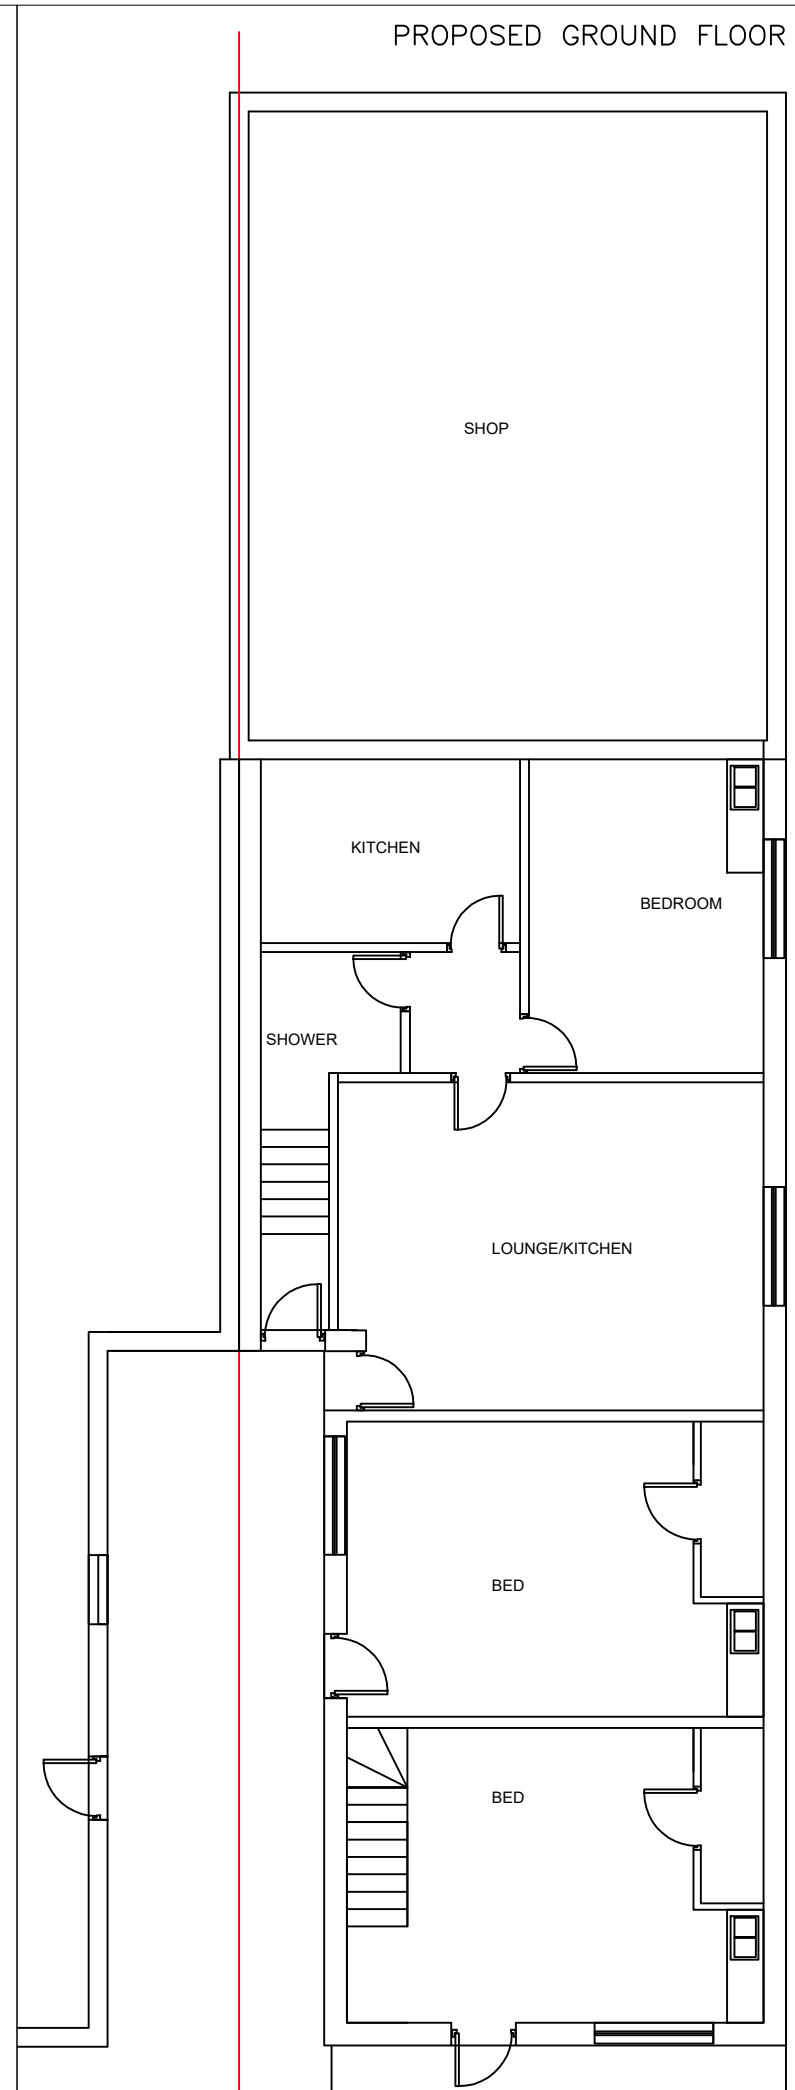 PROPOSED GROUND FLOOR
SHOP
KITCHEN
BEDROOM
SHOWER
LOUNGE/KITCHEN
BED
BED